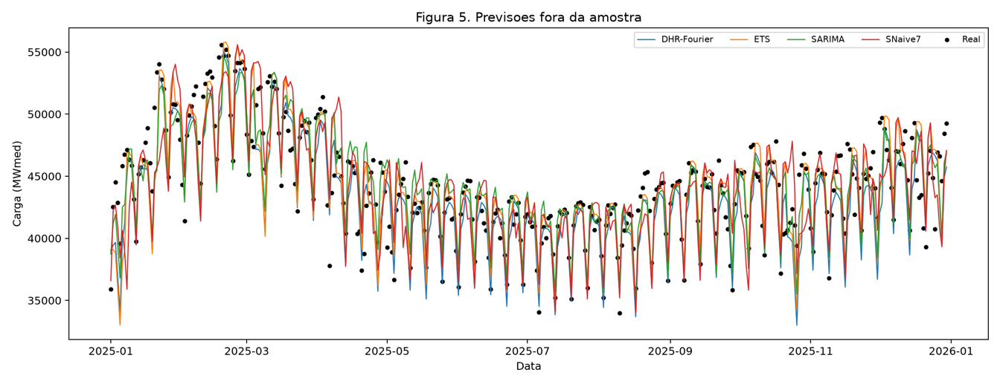 Figura 5. Previsoes fora da amostra
DHR-Fourier ETS SARIMA SNaive7 Real
Carga (MWmed)
55000
50000
45000
40000
35000
2025-01 2025-03 2025-05 2025-07 2025-09 2025-11 2026-01
Data